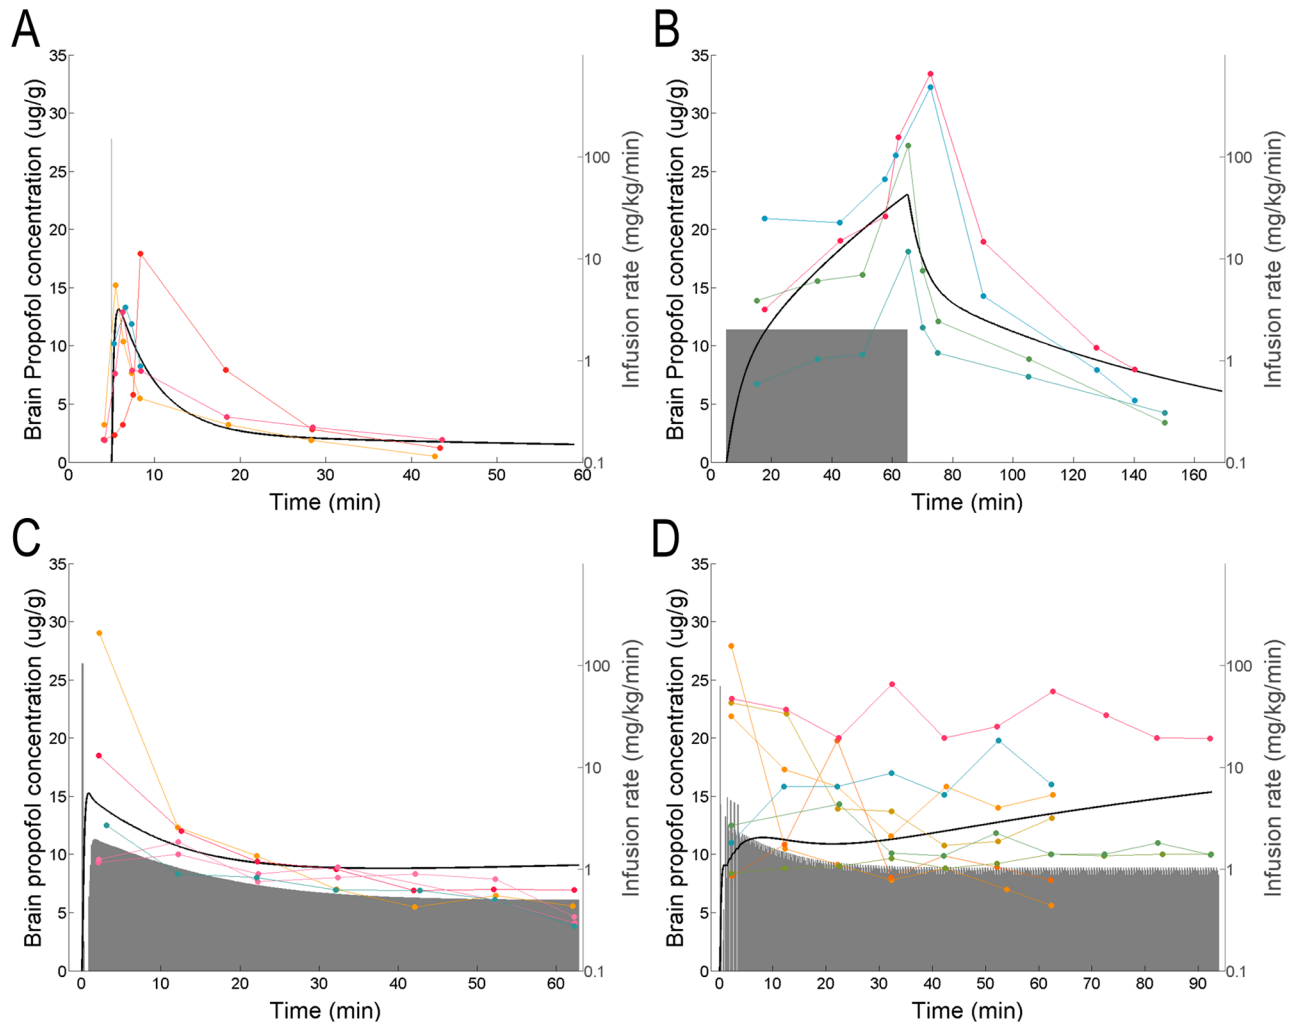 A
Brain Propofol concentration (ug/g)
35
30
25
20
15
10
5
0
0 10 20 30 40 50 60
Time (min)
100
10
1
0.1
Infusion rate (mg/kg/min)
B
Brain Propofol concentration (ug/g)
35
30
25
20
15
10
5
0
0 20 40 60 80 100 120 140 160
Time (min)
100
10
1
0.1
Infusion rate (mg/kg/min)
C
Brain propofol concentration (ug/g)
35
30
25
20
15
10
5
0
0 10 20 30 40 50 60
Time (min)
100
10
1
0.1
Infusion rate (mg/kg/min)
D
Brain propofol concentration (ug/g)
35
30
25
20
15
10
5
0
0 10 20 30 40 50 60 70 80 90
Time (min)
100
10
1
0.1
Infusion rate (mg/kg/min)